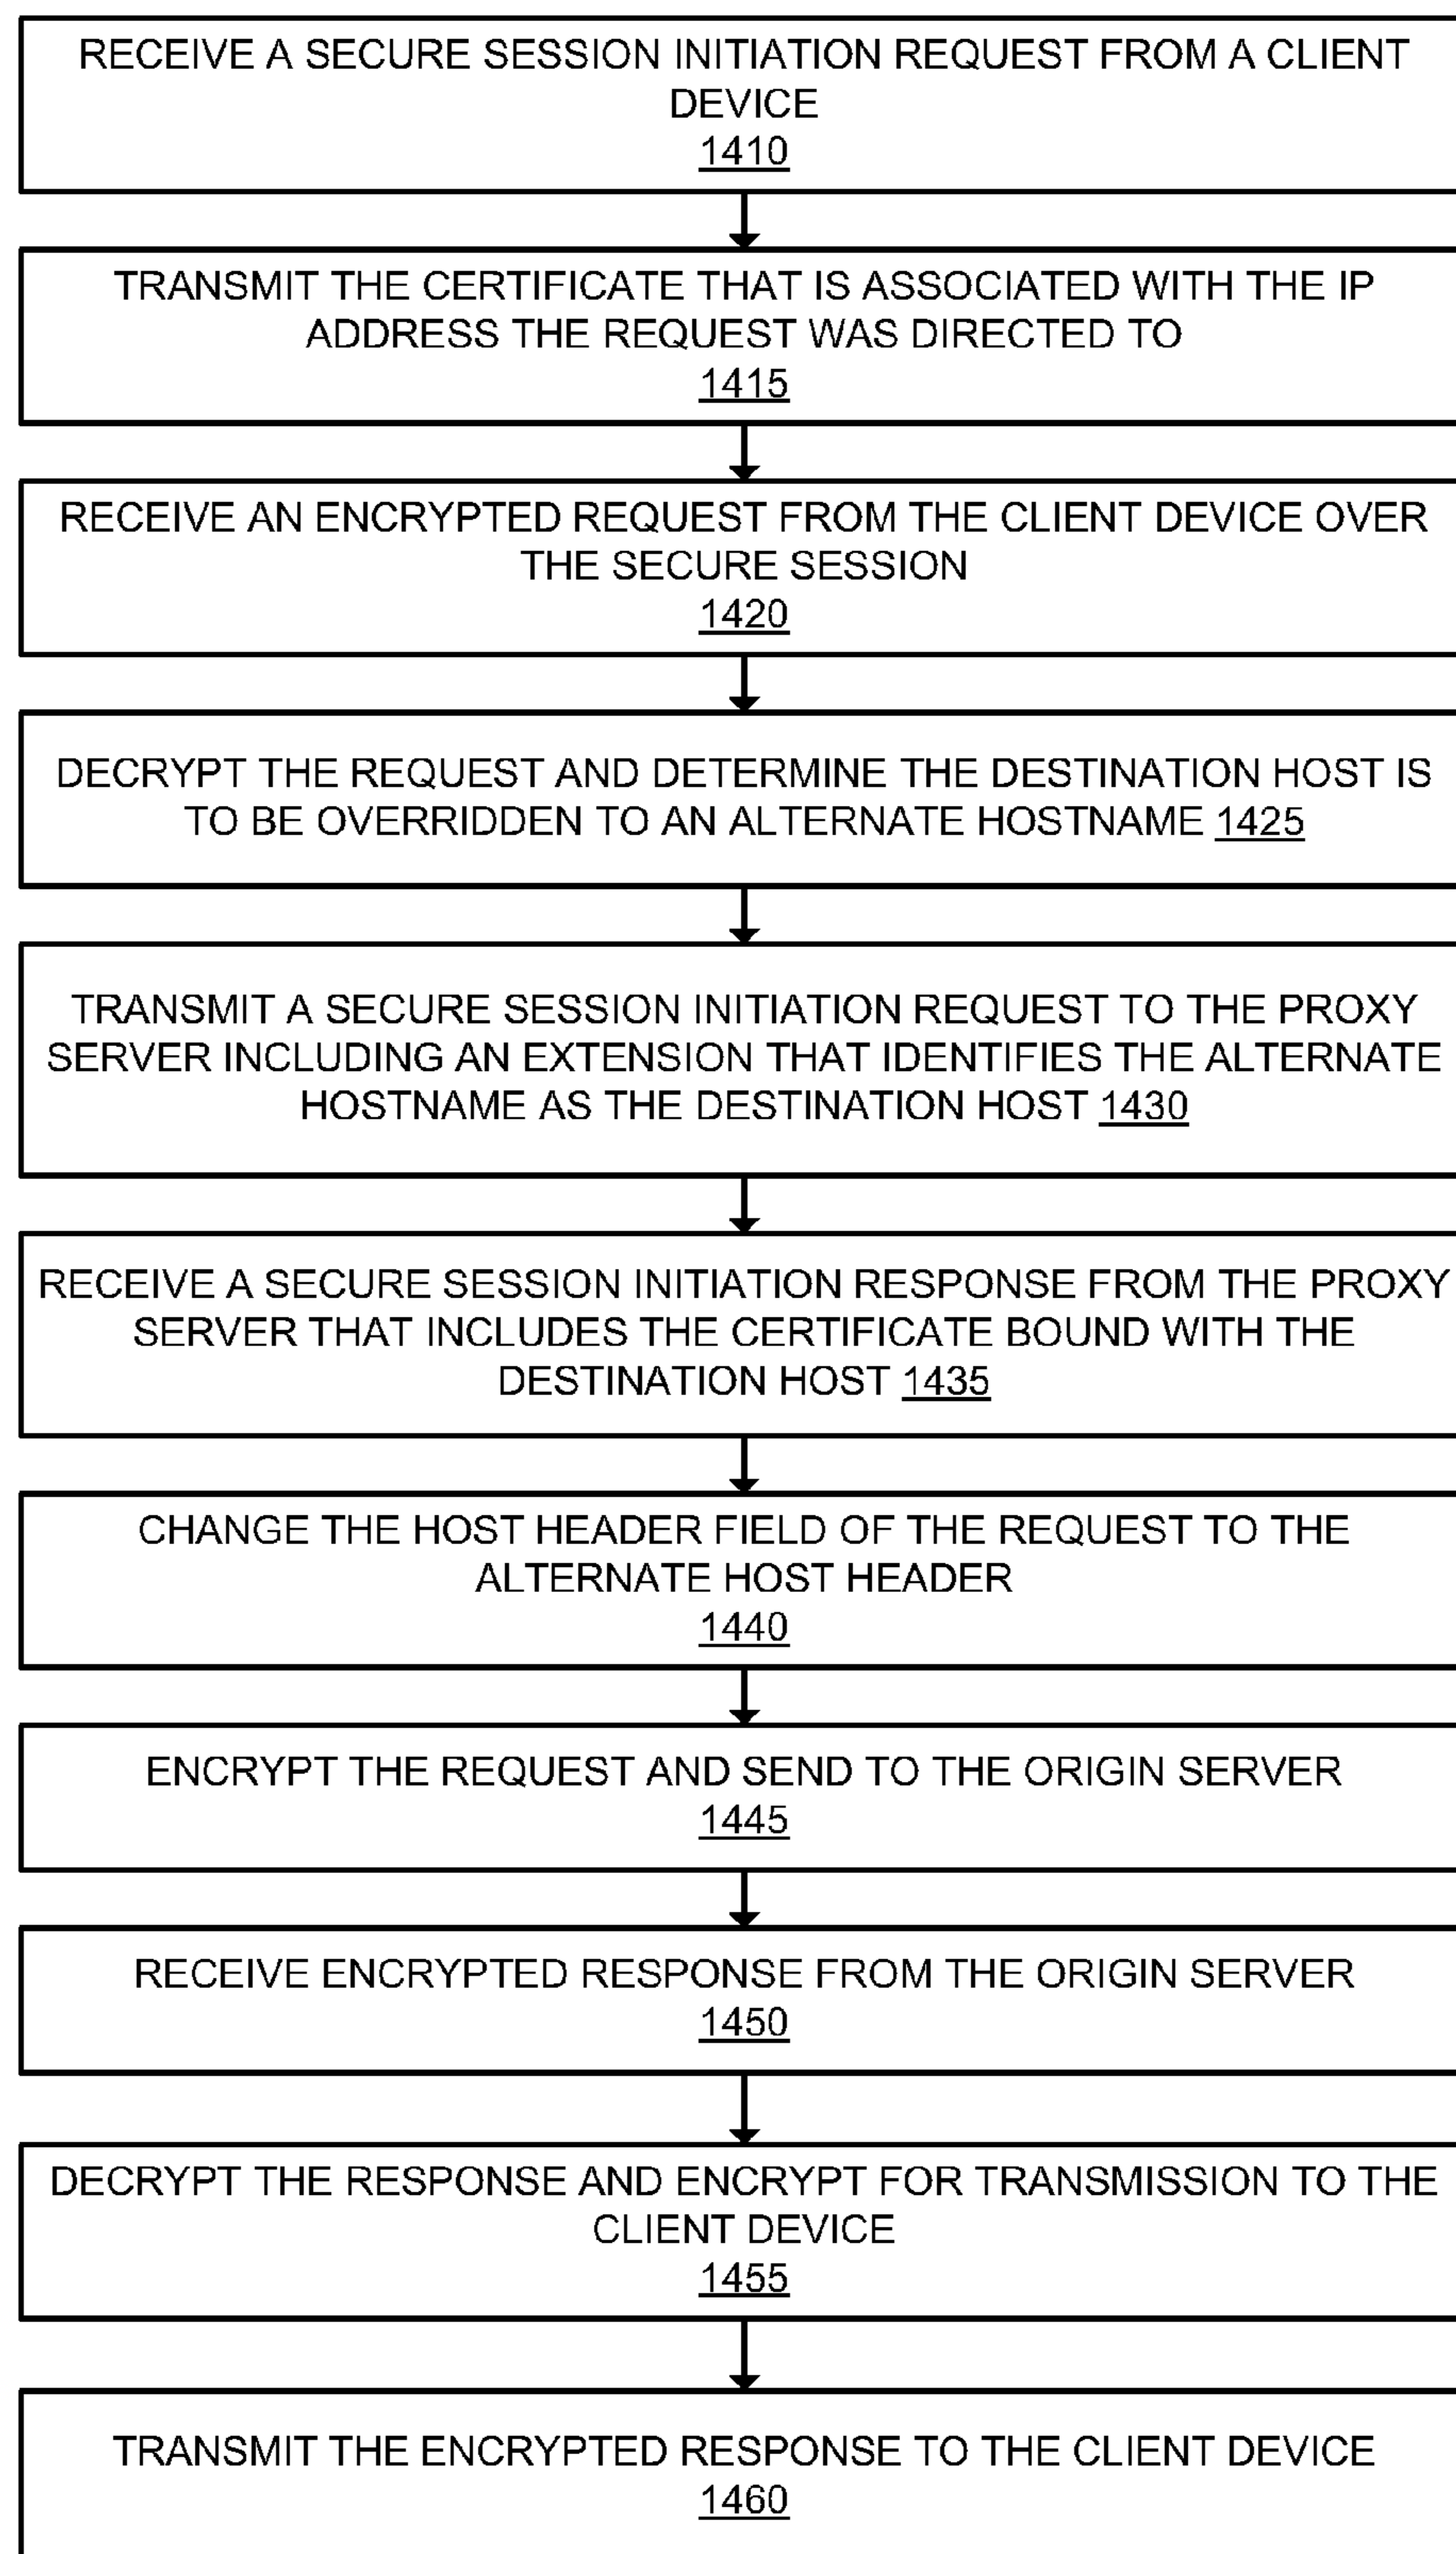 RECEIVE A SECURE SESSION INITIATION REQUEST FROM A CLIENT
DEVICE
1410
TRANSMIT THE CERTIFICATE THAT IS ASSOCIATED WITH THE IP
ADDRESS THE REQUEST WAS DIRECTED TO
1415
RECEIVE AN ENCRYPTED REQUEST FROM THE CLIENT DEVICE OVER
THE SECURE SESSION
1420
DECRYPT THE REQUEST AND DETERMINE THE DESTINATION HOST IS
TO BE OVERRIDDEN TO AN ALTERNATE HOSTNAME 1425
TRANSMIT A SECURE SESSION INITIATION REQUEST TO THE PROXY
SERVER INCLUDING AN EXTENSION THAT IDENTIFIES THE ALTERNATE
HOSTNAME AS THE DESTINATION HOST 1430
RECEIVE A SECURE SESSION INITIATION RESPONSE FROM THE PROXY
SERVER THAT INCLUDES THE CERTIFICATE BOUND WITH THE
DESTINATION HOST 1435
CHANGE THE HOST HEADER FIELD OF THE REQUEST TO THE
ALTERNATE HOST HEADER
1440
ENCRYPT THE REQUEST AND SEND TO THE ORIGIN SERVER
1445
RECEIVE ENCRYPTED RESPONSE FROM THE ORIGIN SERVER
1450
DECRYPT THE RESPONSE AND ENCRYPT FOR TRANSMISSION TO THE
CLIENT DEVICE
1455
TRANSMIT THE ENCRYPTED RESPONSE TO THE CLIENT DEVICE
1460